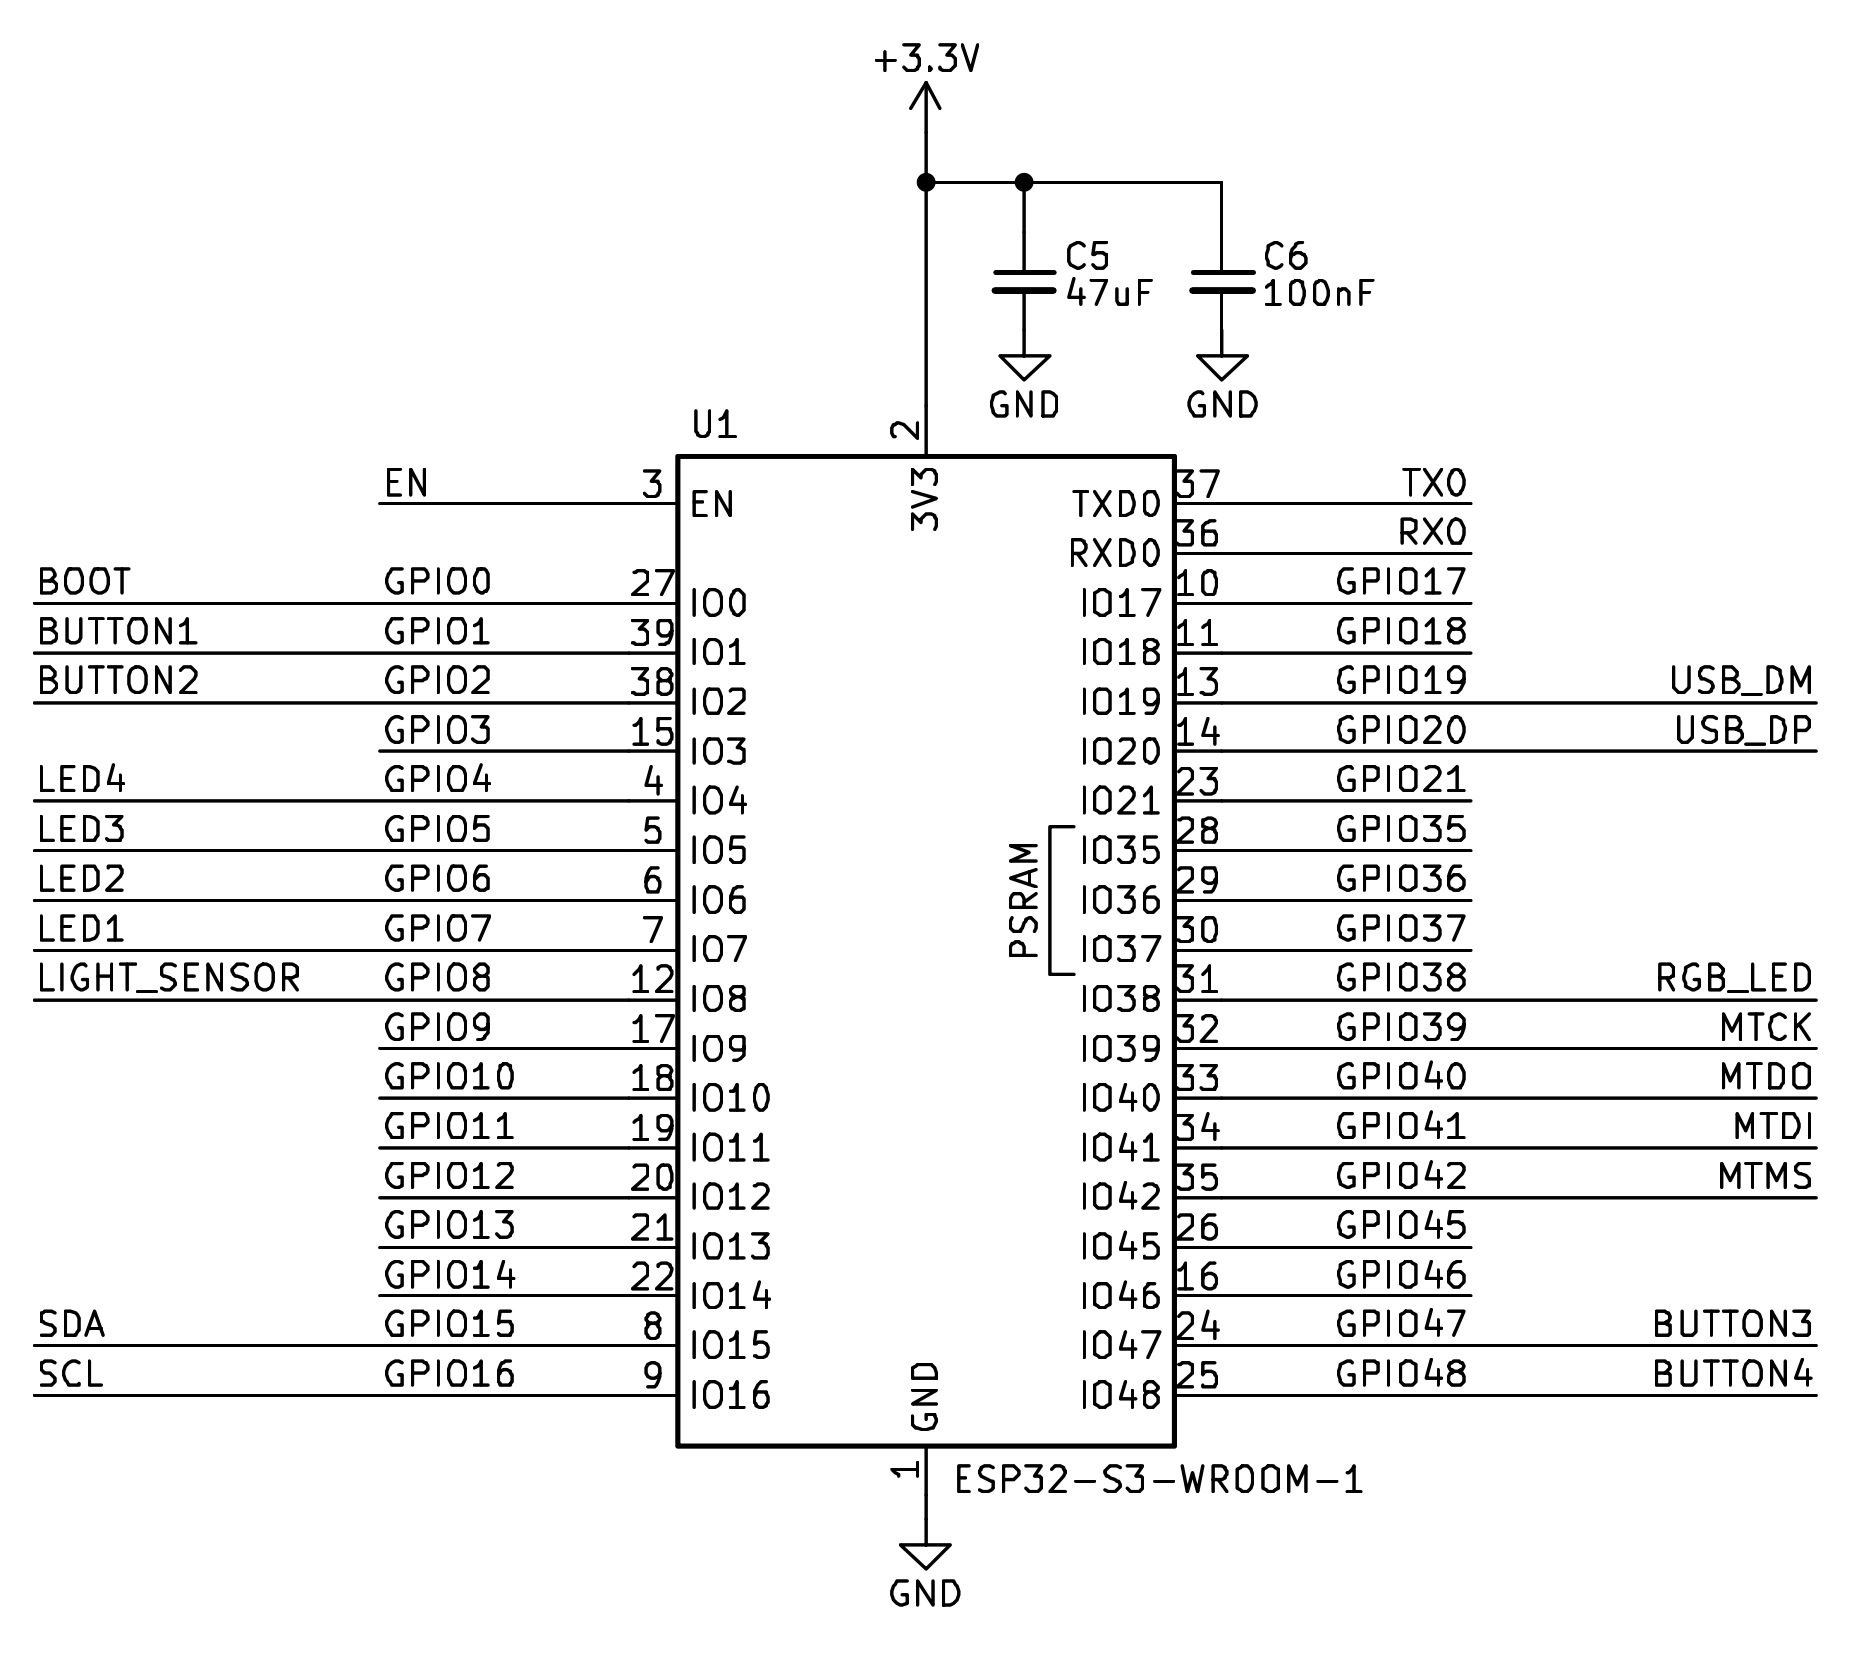 +3.3V
C5
47uF
C6
100nF
GND
GND
U1
2
3V3
EN 3 EN
TXD0 37 TX0
RXD0 36 RX0
BOOT GPIO0 27 IO0
IO17 10 GPIO17
BUTTON1 GPIO1 39 IO1
IO18 11 GPIO18
BUTTON2 GPIO2 38 IO2
IO19 13 GPIO19 USB_DM
GPIO3 15 IO3
IO20 14 GPIO20 USB_DP
LED4 GPIO4 4 IO4
IO21 23 GPIO21
LED3 GPIO5 5 IO5
IO35 28 GPIO35
LED2 GPIO6 6 IO6
PSRAM
IO36 29 GPIO36
LED1 GPIO7 7 IO7
IO37 30 GPIO37
LIGHT_SENSOR GPIO8 12 IO8
IO38 31 GPIO38 RGB_LED
GPIO9 17 IO9
IO39 32 GPIO39 MTCK
GPIO10 18 IO10
IO40 33 GPIO40 MTDO
GPIO11 19 IO11
IO41 34 GPIO41 MTDI
GPIO12 20 IO12
IO42 35 GPIO42 MTMS
GPIO13 21 IO13
IO45 26 GPIO45
GPIO14 22 IO14
IO46 16 GPIO46
SDA GPIO15 8 IO15
IO47 24 GPIO47 BUTTON3
SCL GPIO16 9 IO16
IO48 25 GPIO48 BUTTON4
GND
1
ESP32-S3-WROOM-1
GND